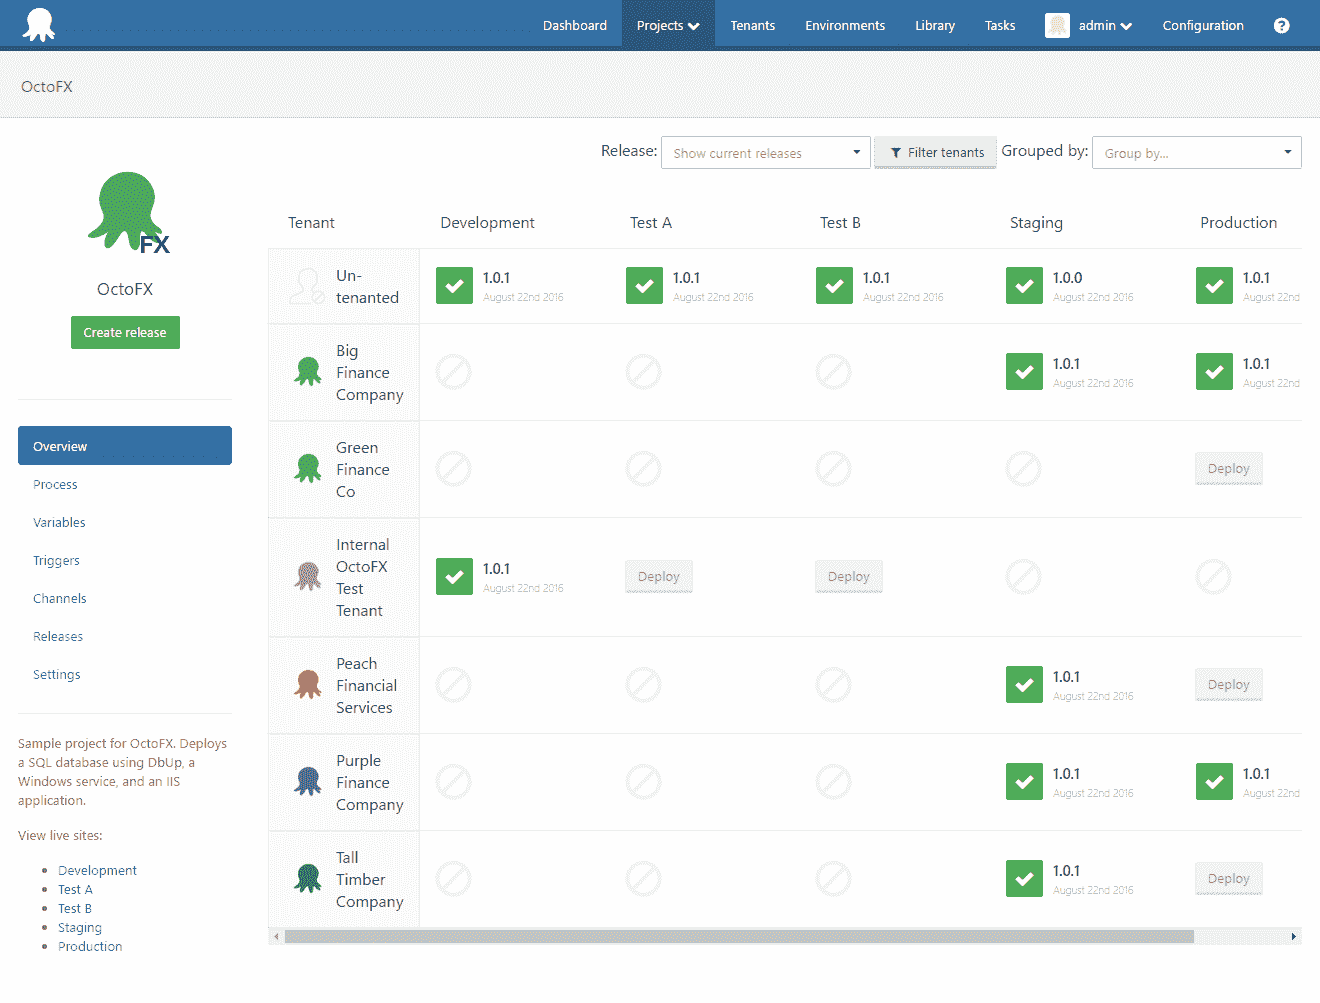 Dashboard Projects Tenants Environments Library Tasks admin Configuration ?
OctoFX
Release: Show current releases Filter tenants Grouped by: Group by...
FX
OctoFX
Create release
Overview
Process
Variables
Triggers
Channels
Releases
Settings
Sample project for OctoFX. Deploys
a SQL database using DbUp, a
Windows service, and an IIS
application.
View live sites:
Development
Test A
Test B
Staging
Production
Tenant Development Test A Test B Staging Production
Un-
tenanted
1.0.1 1.0.1 1.0.1 1.0.0 1.0.1
August 22nd 2016 August 22nd 2016 August 22nd 2016 August 22nd 2016 August 22nd
Big
Finance
Company
1.0.1 1.0.1
August 22nd 2016 August 22nd
Green
Finance
Co
Deploy
Internal
OctoFX
Test
Tenant
1.0.1
August 22nd 2016
Deploy Deploy
Peach
Financial
Services
1.0.1
August 22nd 2016
Deploy
Purple
Finance
Company
1.0.1 1.0.1
August 22nd 2016 August 22nd
Tall
Timber
Company
1.0.1
August 22nd 2016
Deploy